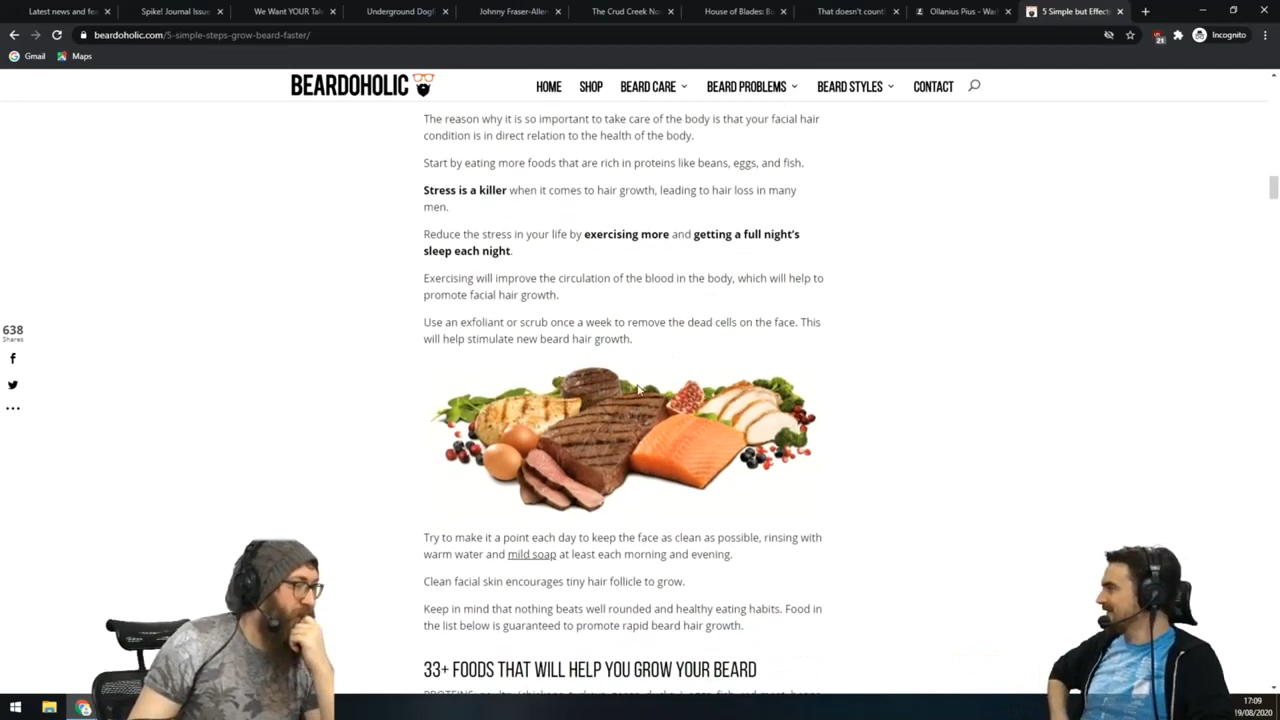 Latest news and fea
Spike! Journal Issue
We Want YOUR Tak
Underground Dog!
Johnny Fraser-Allen
The Crud Creek No
House of Blades: B
That doesn't count!
Ollanius Pius - War
5 Simple but Effect
beardoholic.com/5-simple-steps-grow-beard-faster/
21
Incognito
Gmail
Maps
BEARDOHOLIC
HOME
SHOP
BEARD CARE
BEARD PROBLEMS
BEARD STYLES
CONTACT
The reason why it is so important to take care of the body is that your facial hair
condition is in direct relation to the health of the body.
Start by eating more foods that are rich in proteins like beans, eggs, and fish.
Stress is a killer when it comes to hair growth, leading to hair loss in many
men.
Reduce the stress in your life by exercising more and getting a full night's
sleep each night.
Exercising will improve the circulation of the blood in the body, which will help to
promote facial hair growth.
Use an exfoliant or scrub once a week to remove the dead cells on the face. This
will help stimulate new beard hair growth.
638
Shares
Try to make it a point each day to keep the face as clean as possible, rinsing with
warm water and mild soap at least each morning and evening.
Clean facial skin encourages tiny hair follicle to grow.
Keep in mind that nothing beats well rounded and healthy eating habits. Food in
the list below is guaranteed to promote rapid beard hair growth.
33+ FOODS THAT WILL HELP YOU GROW YOUR BEARD
17:09
19/08/2020